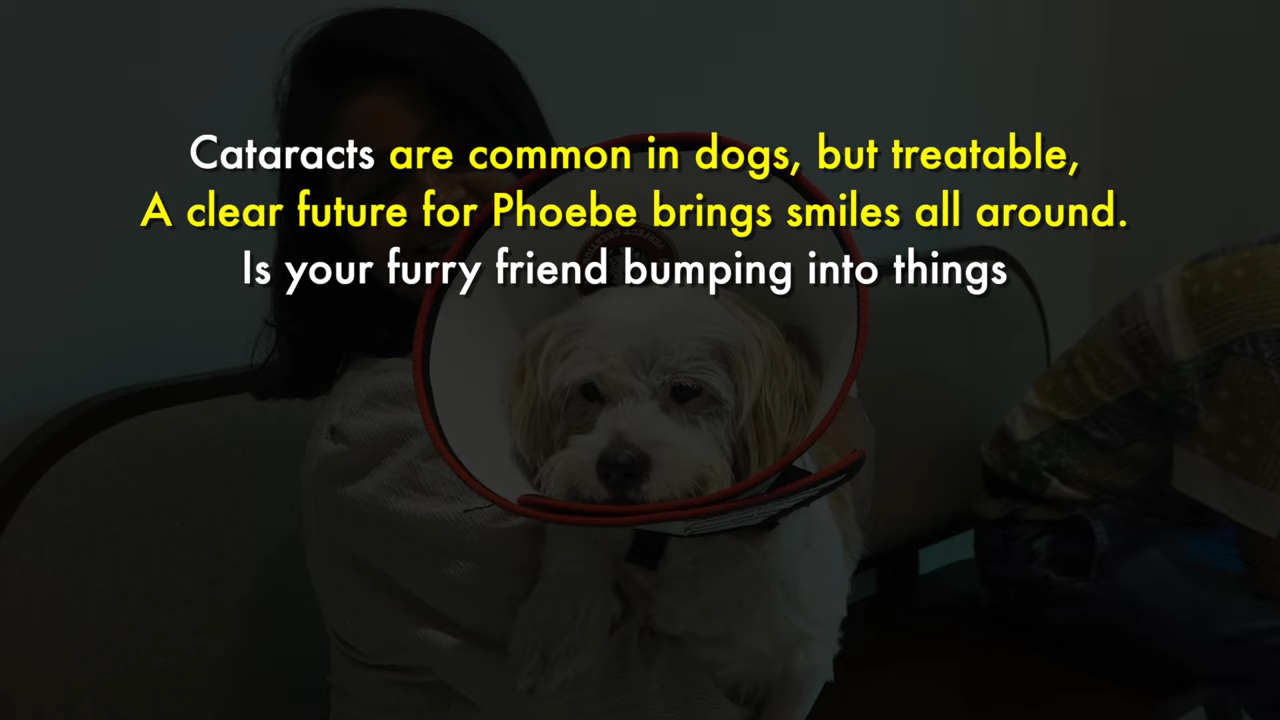 Cataracts are common in dogs, but treatable,
A clear future for Phoebe brings smiles all around.
Is your furry friend bumping into things